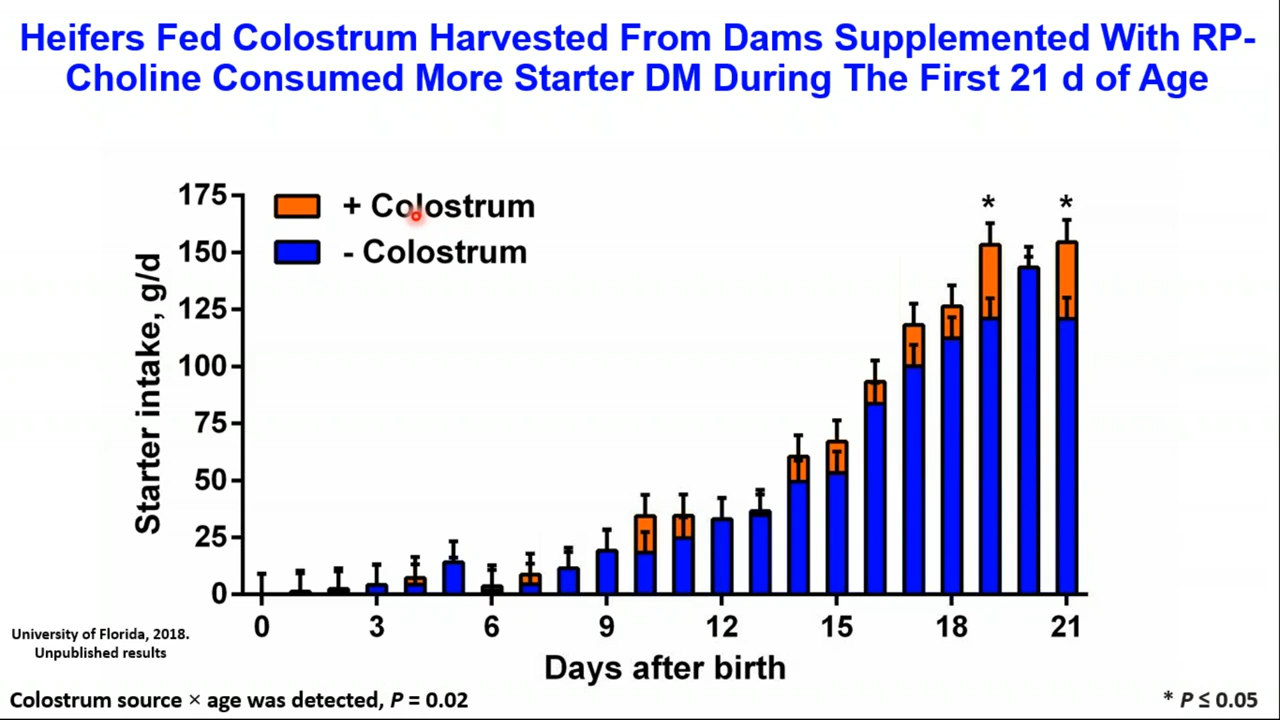 Heifers Fed Colostrum Harvested From Dams Supplemented With RP-
Choline Consumed More Starter DM During The First 21 d of Age
+ Colostrum
- Colostrum
Starter intake, g/d
175
150
125
100
75
50
25
0
* *
0 3 6 9 12 15 18 21
Days after birth
University of Florida, 2018.
Unpublished results
Colostrum source × age was detected, P = 0.02
* P ≤ 0.05